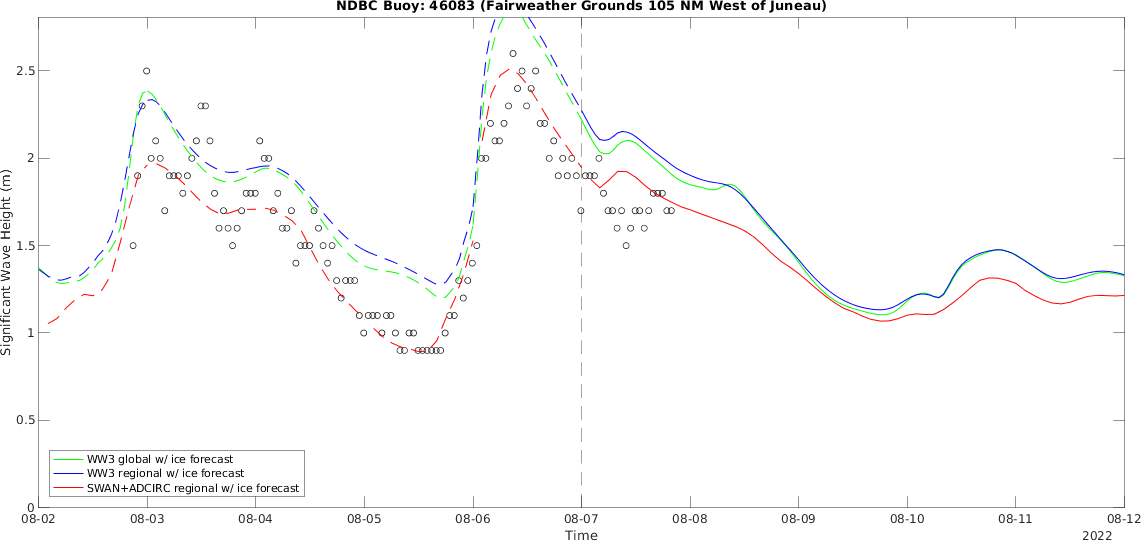 NDBC Buoy: 46083 (Fairweather Grounds 105 NM West of Juneau)
Significant Wave Height (m)
2.5
2
1.5
1
0.5
0
WW3 global w/ ice forecast
WW3 regional w/ ice forecast
SWAN+ADCIRC regional w/ ice forecast
08-02 08-03 08-04 08-05 08-06 08-07 08-08 08-09 08-10 08-11 08-12
Time
2022